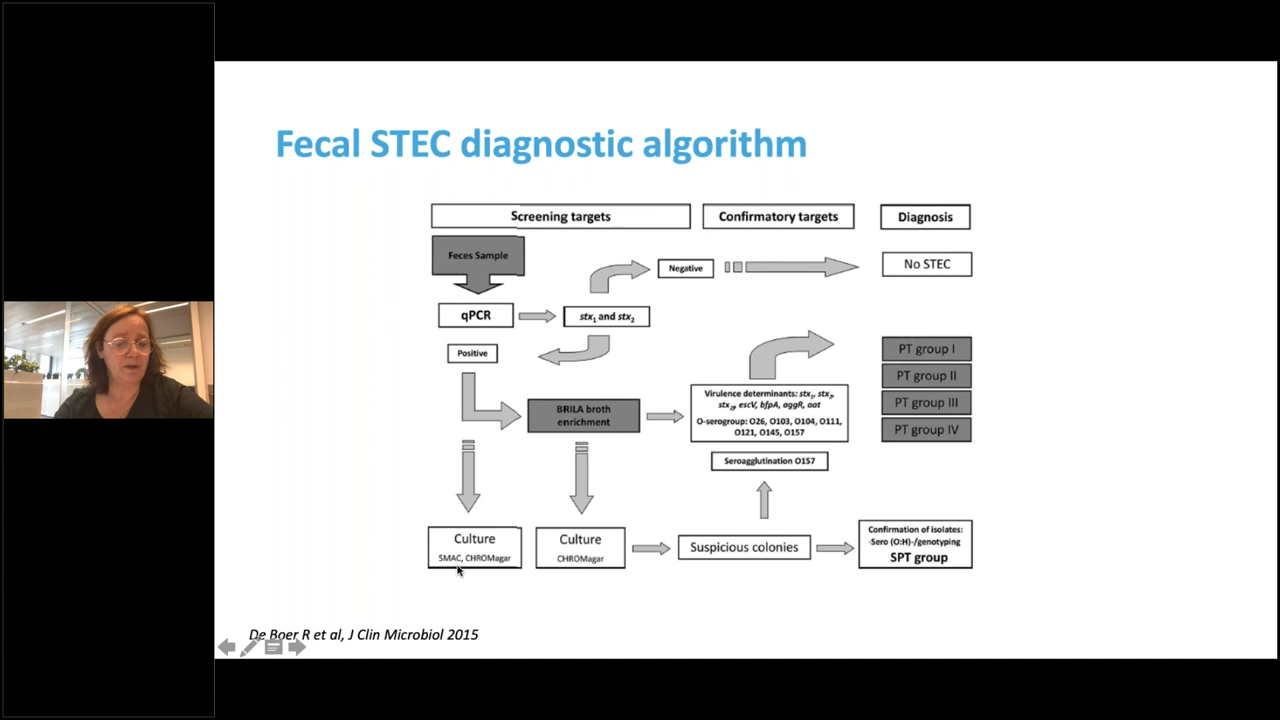 Fecal STEC diagnostic algorithm
Screening targets
Confirmatory targets
Diagnosis
Feces Sample
Negative
No STEC
qPCR
stx1 and stx2
Positive
PT group I
PT group II
PT group III
PT group IV
BRILA broth
enrichment
Virulence determinants: stx1, stx2,
stx2f, escV, bfpA, aggR, aat
O-serogroup: O26, O103, O104, O111,
O121, O145, O157
Seroagglutination O157
Culture
SMAC, CHROMagar
Culture
CHROMagar
Suspicious colonies
Confirmation of isolates:
-Sero (O:H)-/genotyping
SPT group
De Boer R et al, J Clin Microbiol 2015